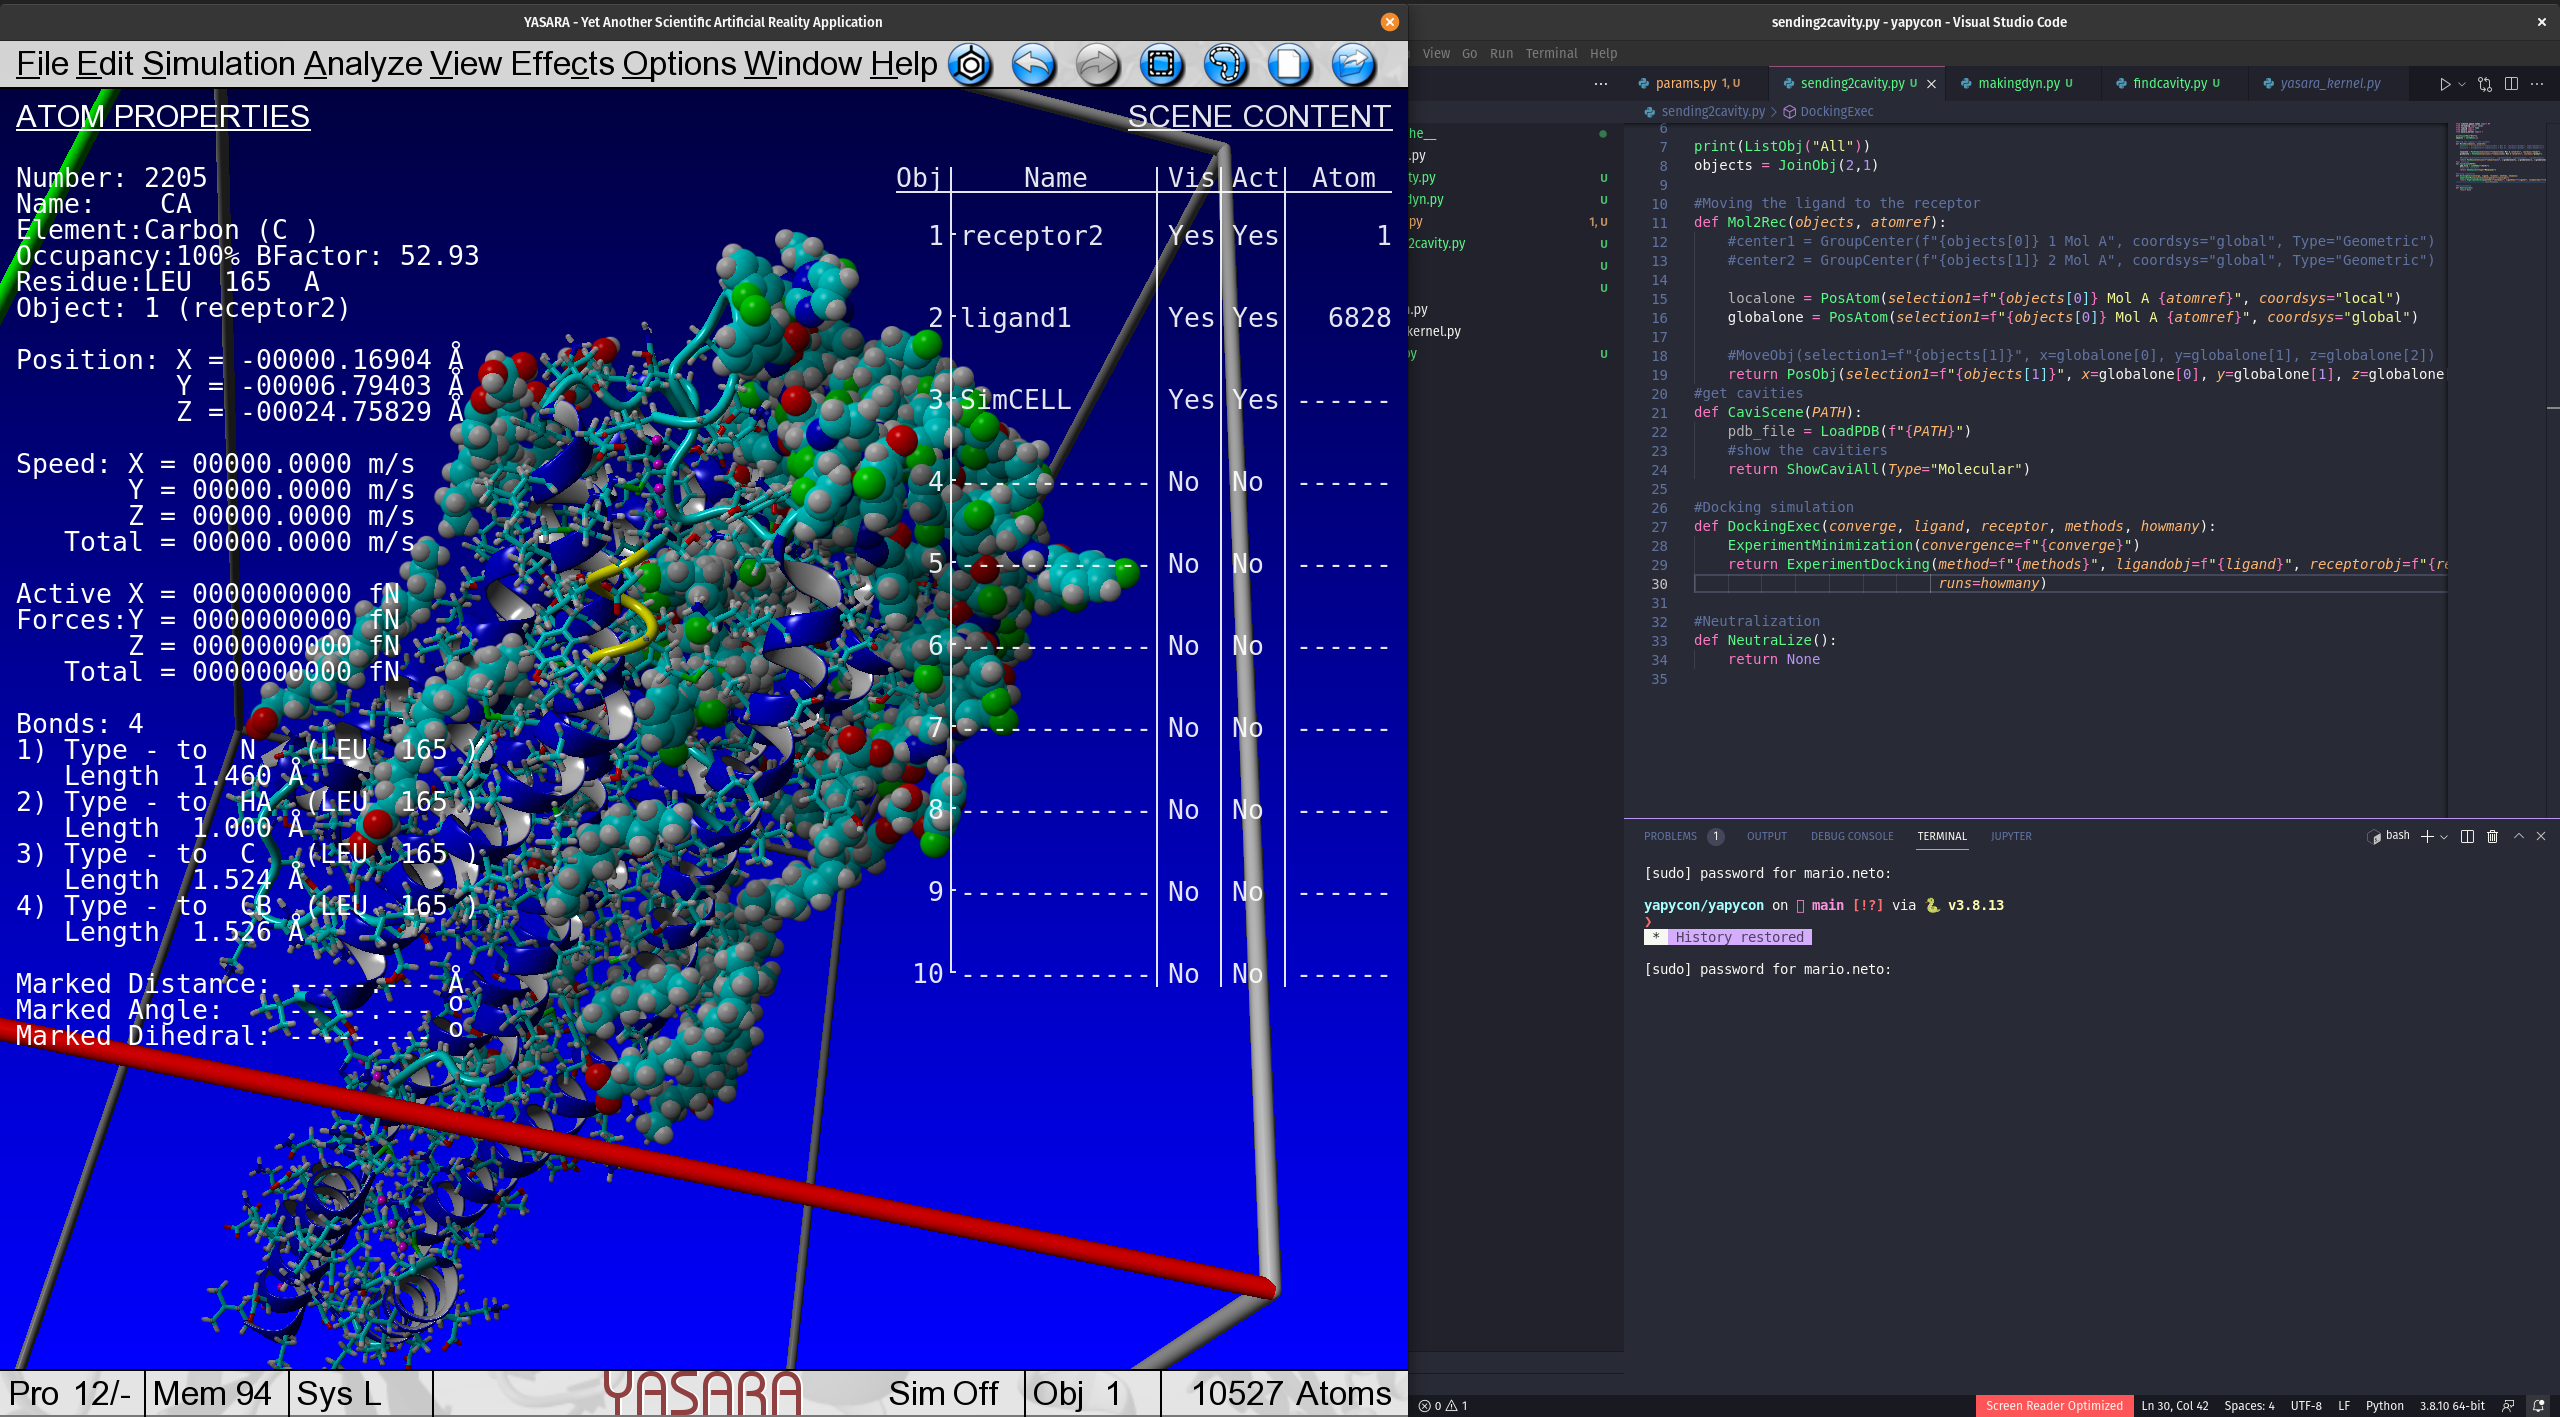 YASARA - Yet Another Scientific Artificial Reality Application
File Edit Simulation Analyze View Effects Options Window Help
ATOM PROPERTIES
Number: 2205
Name: CA
Element:Carbon (C )
Occupancy:100% BFactor: 52.93
Residue:LEU 165 A
Object: 1 (receptor2)
Position: X = -00000.16904 Å
Y = -00006.79403 Å
Z = -00024.75829 Å
Speed: X = 00000.0000 m/s
Y = 00000.0000 m/s
Z = 00000.0000 m/s
Total = 00000.0000 m/s
Active X = 0000000000 fN
Forces:Y = 0000000000 fN
Z = 0000000000 fN
Total = 0000000000 fN
Bonds: 4
1) Type - to N (LEU 165 )
Length 1.460 Å
2) Type - to HA (LEU 165 )
Length 1.000 Å
3) Type - to C (LEU 165 )
Length 1.524 Å
4) Type - to CB (LEU 165 )
Length 1.526 Å
Marked Distance: -----.--- Å
Marked Angle: -----.--- o
Marked Dihedral: -----.--- o
SCENE CONTENT
Obj Name Vis Act Atom
1 receptor2 Yes Yes 1
2 ligand1 Yes Yes 6828
3 SimCELL Yes Yes ------
4 ------------ No No ------
5 ------------ No No ------
6 ------------ No No ------
7 ------------ No No ------
8 ------------ No No ------
9 ------------ No No ------
10 ------------ No No ------
Pro 12/- Mem 94 Sys L YASARA Sim Off Obj 1 10527 Atoms
sending2cavity.py - yapycon - Visual Studio Code
View Go Run Terminal Help
params.py 1, U sending2cavity.py U makingdyn.py U findcavity.py U yasara_kernel.py
sending2cavity.py > DockingExec
he__
.py
ty.py U
dyn.py U
py 1, U
2cavity.py U
U
U
.py
kernel.py
y U
6
7 print(ListObj("All"))
8 objects = JoinObj(2,1)
9
10 #Moving the ligand to the receptor
11 def Mol2Rec(objects, atomref):
12 #center1 = GroupCenter(f"{objects[0]} 1 Mol A", coordsys="global", Type="Geometric")
13 #center2 = GroupCenter(f"{objects[1]} 2 Mol A", coordsys="global", Type="Geometric")
14
15 localone = PosAtom(selection1=f"{objects[0]} Mol A {atomref}", coordsys="local")
16 globalone = PosAtom(selection1=f"{objects[0]} Mol A {atomref}", coordsys="global")
17
18 #MoveObj(selection1=f"{objects[1]}", x=globalone[0], y=globalone[1], z=globalone[2])
19 return PosObj(selection1=f"{objects[1]}", x=globalone[0], y=globalone[1], z=globalone
20 #get cavities
21 def CaviScene(PATH):
22 pdb_file = LoadPDB(f"{PATH}")
23 #show the cavitiers
24 return ShowCaviAll(Type="Molecular")
25
26 #Docking simulation
27 def DockingExec(converge, ligand, receptor, methods, howmany):
28 ExperimentMinimization(convergence=f"{converge}")
29 return ExperimentDocking(method=f"{methods}", ligandobj=f"{ligand}", receptorobj=f"{re
30 runs=howmany)
31
32 #Neutralization
33 def NeutraLize():
34 return None
35
PROBLEMS 1 OUTPUT DEBUG CONSOLE TERMINAL JUPYTER bash
[sudo] password for mario.neto:
yapycon/yapycon on main [!?] via 🐍 v3.8.13
❯
* History restored
[sudo] password for mario.neto:
0 1 Screen Reader Optimized Ln 30, Col 42 Spaces: 4 UTF-8 LF Python 3.8.10 64-bit